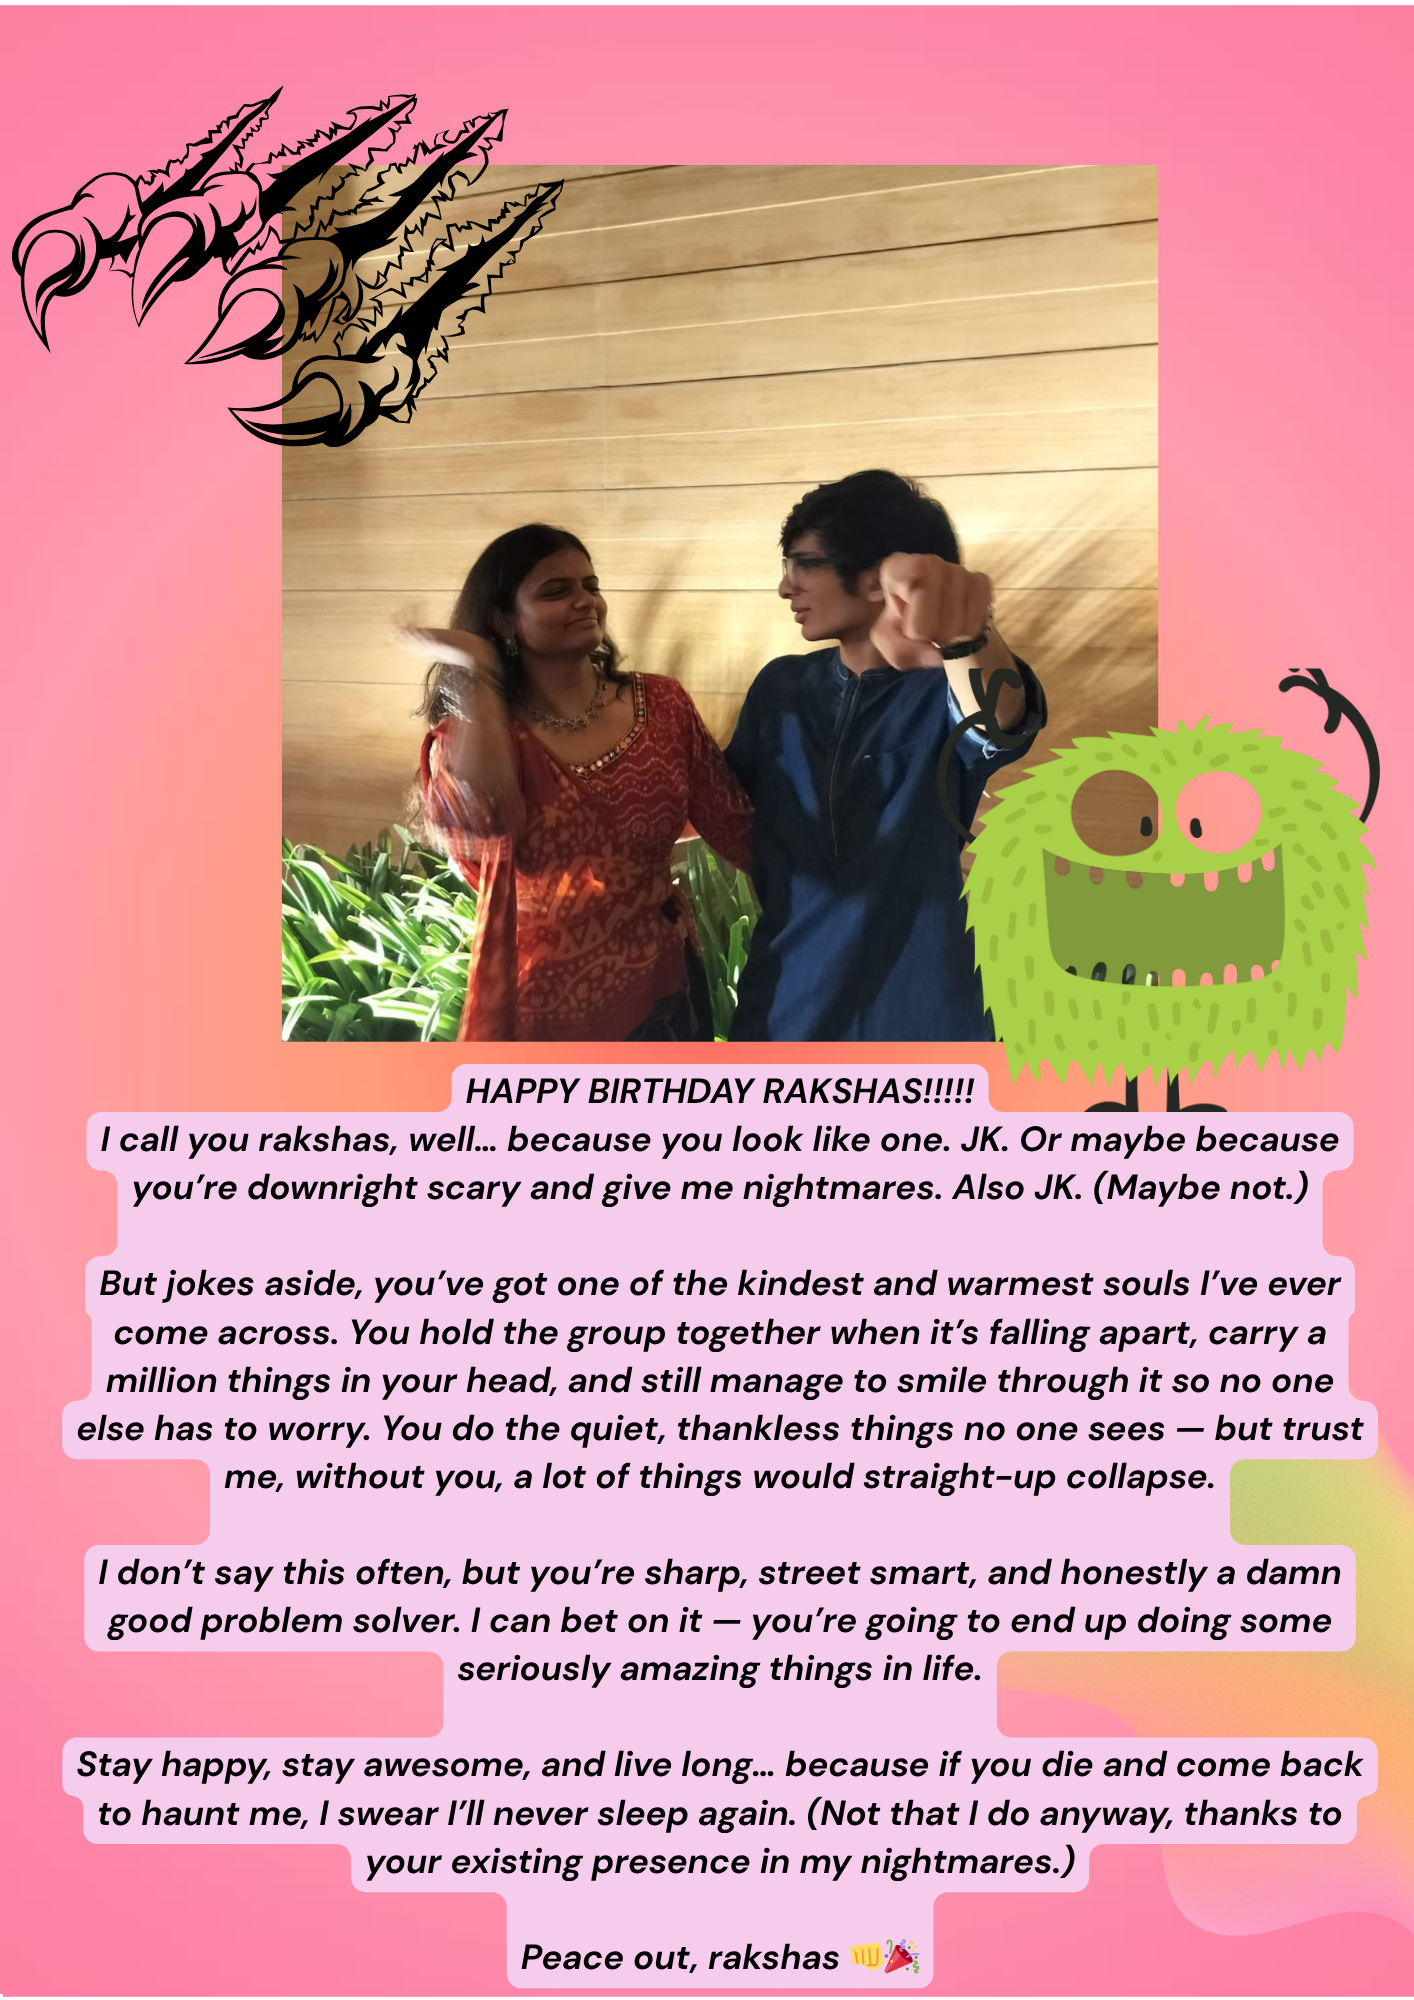 HAPPY BIRTHDAY RAKSHAS!!!!!
I call you rakshas, well... because you look like one. JK. Or maybe because
you’re downright scary and give me nightmares. Also JK. (Maybe not.)
But jokes aside, you’ve got one of the kindest and warmest souls I’ve ever
come across. You hold the group together when it’s falling apart, carry a
million things in your head, and still manage to smile through it so no one
else has to worry. You do the quiet, thankless things no one sees — but trust
me, without you, a lot of things would straight-up collapse.
I don’t say this often, but you’re sharp, street smart, and honestly a damn
good problem solver. I can bet on it — you’re going to end up doing some
seriously amazing things in life.
Stay happy, stay awesome, and live long... because if you die and come back
to haunt me, I swear I’ll never sleep again. (Not that I do anyway, thanks to
your existing presence in my nightmares.)
Peace out, rakshas 👊🎉